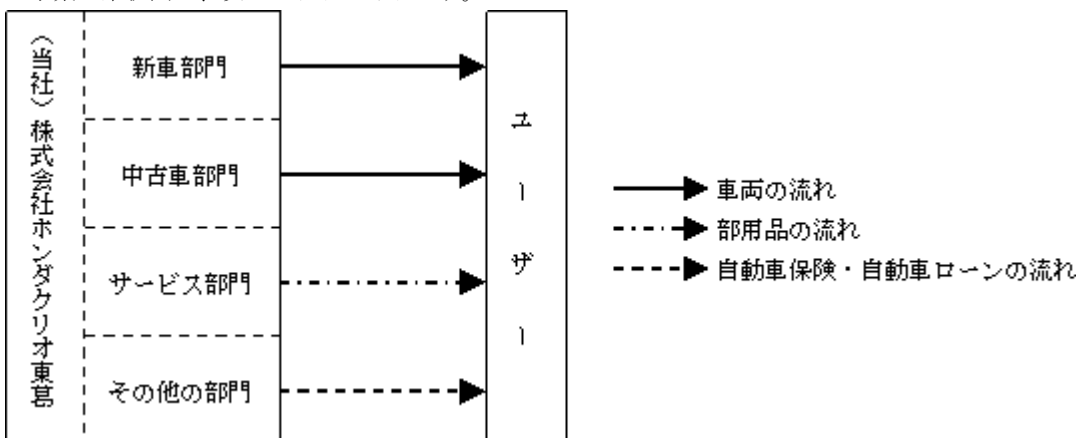 （当社）株式会社ホンダクリオ東葛
新車部門
中古車部門
サービス部門
その他の部門
ユーザー
車両の流れ
部用品の流れ
自動車保険・自動車ローンの流れ